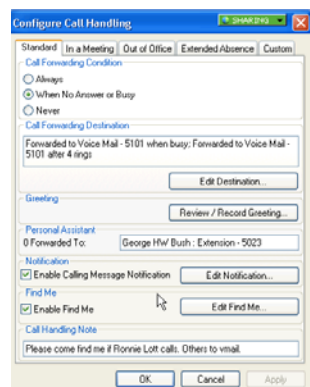 Configure Call Handling
SHARING
Standard In a Meeting Out of Office Extended Absence Custom
Call Forwarding Condition
Always
When No Answer or Busy
Never
Call Forwarding Destination
Forwarded to Voice Mail - 5101 when busy; Forwarded to Voice Mail -
5101 after 4 rings
Edit Destination...
Greeting
Review / Record Greeting...
Personal Assistant
0 Forwarded To: George HW Bush : Extension - 5023
Notification
Enable Calling Message Notification Edit Notification...
Find Me
Enable Find Me Edit Find Me...
Call Handling Note
Please come find me if Ronnie Lott calls. Others to vmail.
OK Cancel Apply